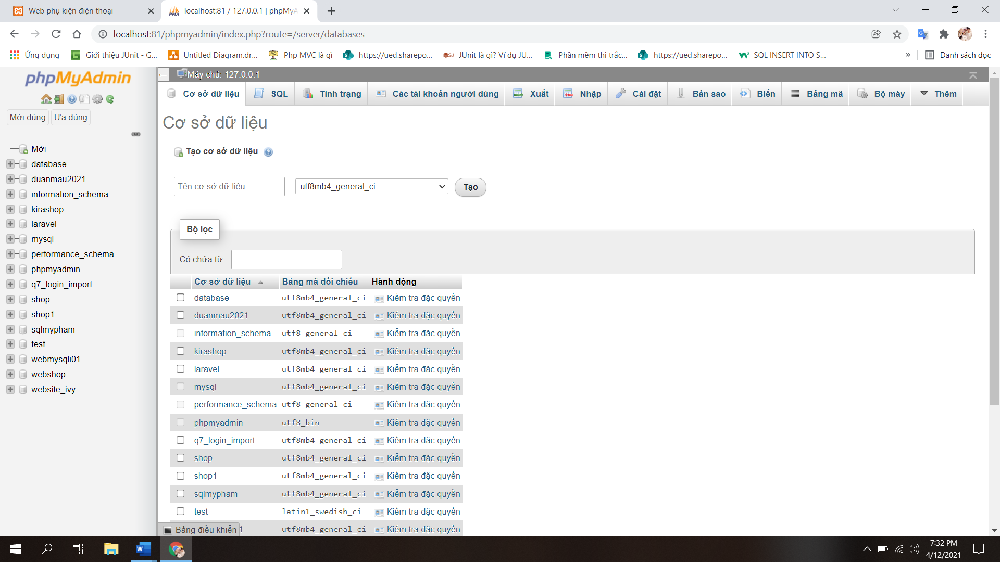 Web phụ kiện điện thoại
localhost:81 / 127.0.0.1 | phpMyA
localhost:81/phpmyadmin/index.php?route=/server/databases
Ứng dụng
Giới thiệu JUnit - G...
Untitled Diagram.dr...
Php MVC là gì
https://ued.sharepo...
JUnit là gì? Ví dụ JU...
Phần mềm thi trắc...
https://ued.sharepo...
SQL INSERT INTO S...
»
Danh sách đọc
phpMyAdmin
Mới dùng
Ưa dùng
Mới
database
duanmau2021
information_schema
kirashop
laravel
mysql
performance_schema
phpmyadmin
q7_login_import
shop
shop1
sqlmypham
test
webmysqli01
webshop
website_ivy
Máy chủ: 127.0.0.1
Cơ sở dữ liệu
SQL
Tình trạng
Các tài khoản người dùng
Xuất
Nhập
Cài đặt
Bản sao
Biến
Bảng mã
Bộ máy
Thêm
Cơ sở dữ liệu
Tạo cơ sở dữ liệu
Tên cơ sở dữ liệu
utf8mb4_general_ci
Tạo
Bộ lọc
Có chứa từ:
Cơ sở dữ liệu Bảng mã đối chiếu Hành động
database utf8mb4_general_ci Kiểm tra đặc quyền
duanmau2021 utf8mb4_general_ci Kiểm tra đặc quyền
information_schema utf8_general_ci Kiểm tra đặc quyền
kirashop utf8mb4_general_ci Kiểm tra đặc quyền
laravel utf8mb4_general_ci Kiểm tra đặc quyền
mysql utf8mb4_general_ci Kiểm tra đặc quyền
performance_schema utf8_general_ci Kiểm tra đặc quyền
phpmyadmin utf8_bin Kiểm tra đặc quyền
q7_login_import utf8mb4_general_ci Kiểm tra đặc quyền
shop utf8mb4_general_ci Kiểm tra đặc quyền
shop1 utf8mb4_general_ci Kiểm tra đặc quyền
sqlmypham utf8mb4_general_ci Kiểm tra đặc quyền
test latin1_swedish_ci Kiểm tra đặc quyền
1 utf8mb4_general_ci Kiểm tra đặc quyền
Bảng điều khiển
7:32 PM
4/12/2021